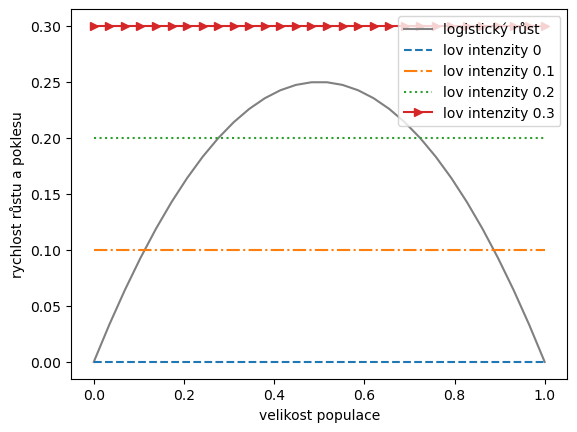 0.30
0.25
0.20
0.15
0.10
0.05
0.00
rychlost růstu a poklesu
logistický růst
lov intenzity 0
lov intenzity 0.1
lov intenzity 0.2
lov intenzity 0.3
0.0 0.2 0.4 0.6 0.8 1.0
velikost populace